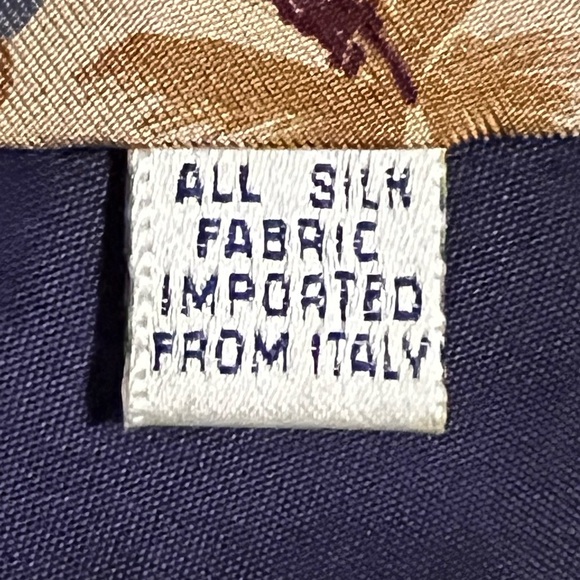 ALL SILK
FABRIC
IMPORTED
FROM ITALY